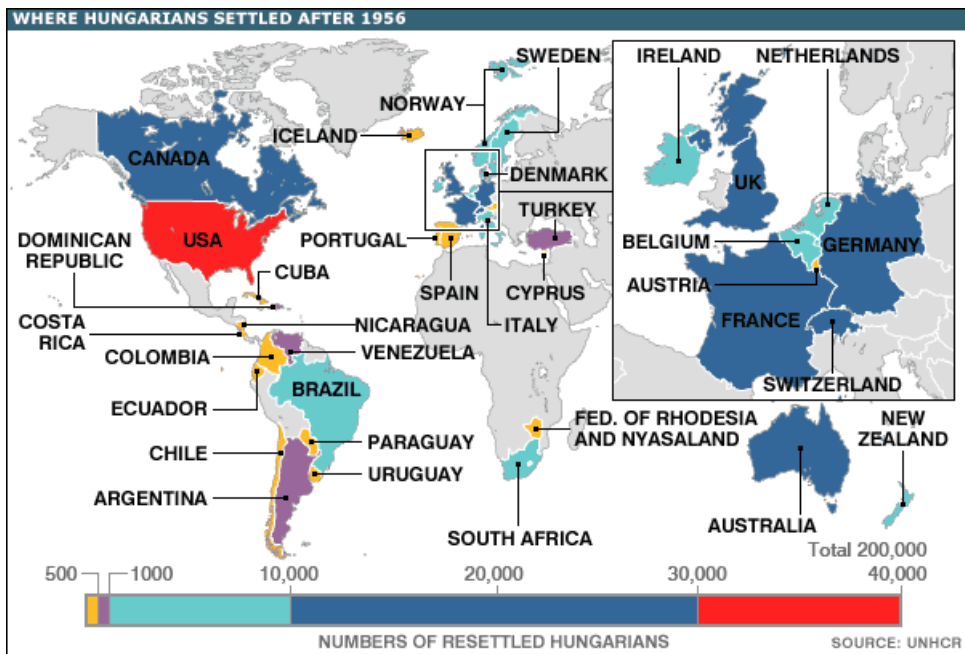 WHERE HUNGARIANS SETTLED AFTER 1956
SWEDEN
IRELAND
NETHERLANDS
NORWAY
ICELAND
CANADA
DENMARK
UK
TURKEY
USA
DOMINICAN
REPUBLIC
PORTUGAL
BELGIUM
GERMANY
CUBA
AUSTRIA
SPAIN
CYPRUS
COSTA
RICA
NICARAGUA
ITALY
FRANCE
COLOMBIA
VENEZUELA
BRAZIL
SWITZERLAND
ECUADOR
FED. OF RHODESIA
AND NYASALAND
NEW
ZEALAND
CHILE
PARAGUAY
URUGUAY
ARGENTINA
AUSTRALIA
SOUTH AFRICA
Total 200,000
500 1000 10,000 20,000 30,000 40,000
NUMBERS OF RESETTLED HUNGARIANS
SOURCE: UNHCR